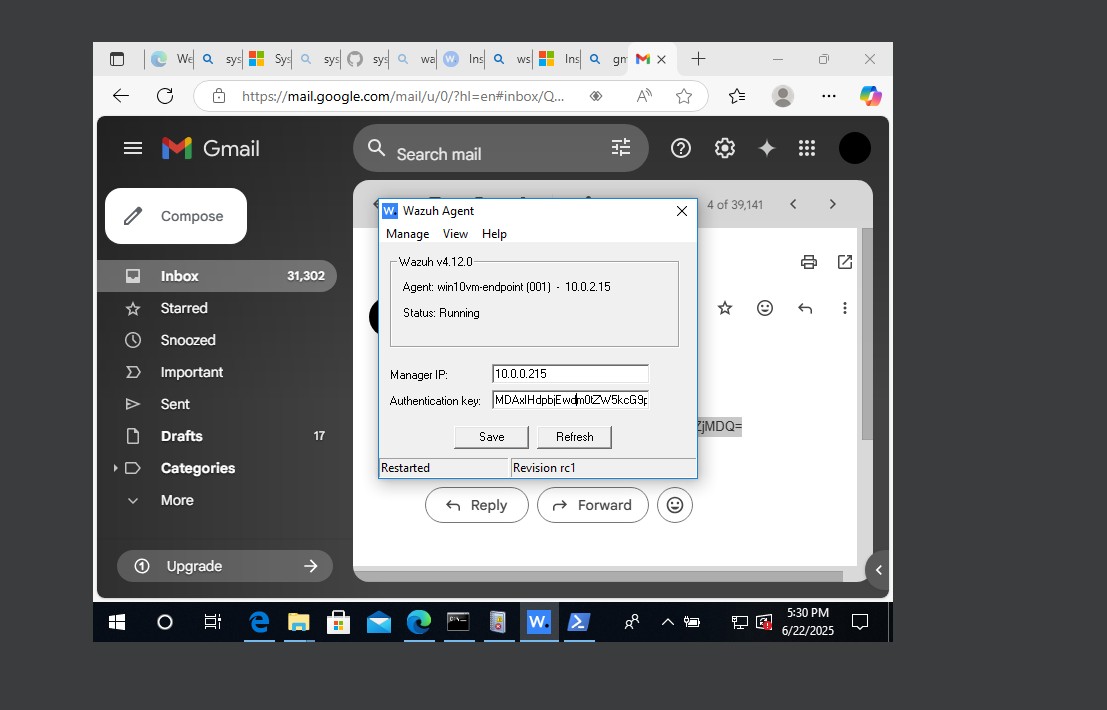 We
sys
Sys
sys
sys
wa
Ins
ws
Ins
gm
https://mail.google.com/mail/u/0/?hl=en#inbox/Q...
Gmail
Search mail
Compose
4 of 39,141
Inbox 31,302
Starred
Snoozed
Important
Sent
Drafts 17
Categories
More
Upgrade
W. Wazuh Agent
Manage View Help
Wazuh v4.12.0
Agent: win10vm-endpoint (001) - 10.0.2.15
Status: Running
Manager IP: 10.0.0.215
Authentication key:
ZjMDQ=
Save Refresh
Restarted Revision rc1
Reply Forward
W.
5:30 PM
6/22/2025